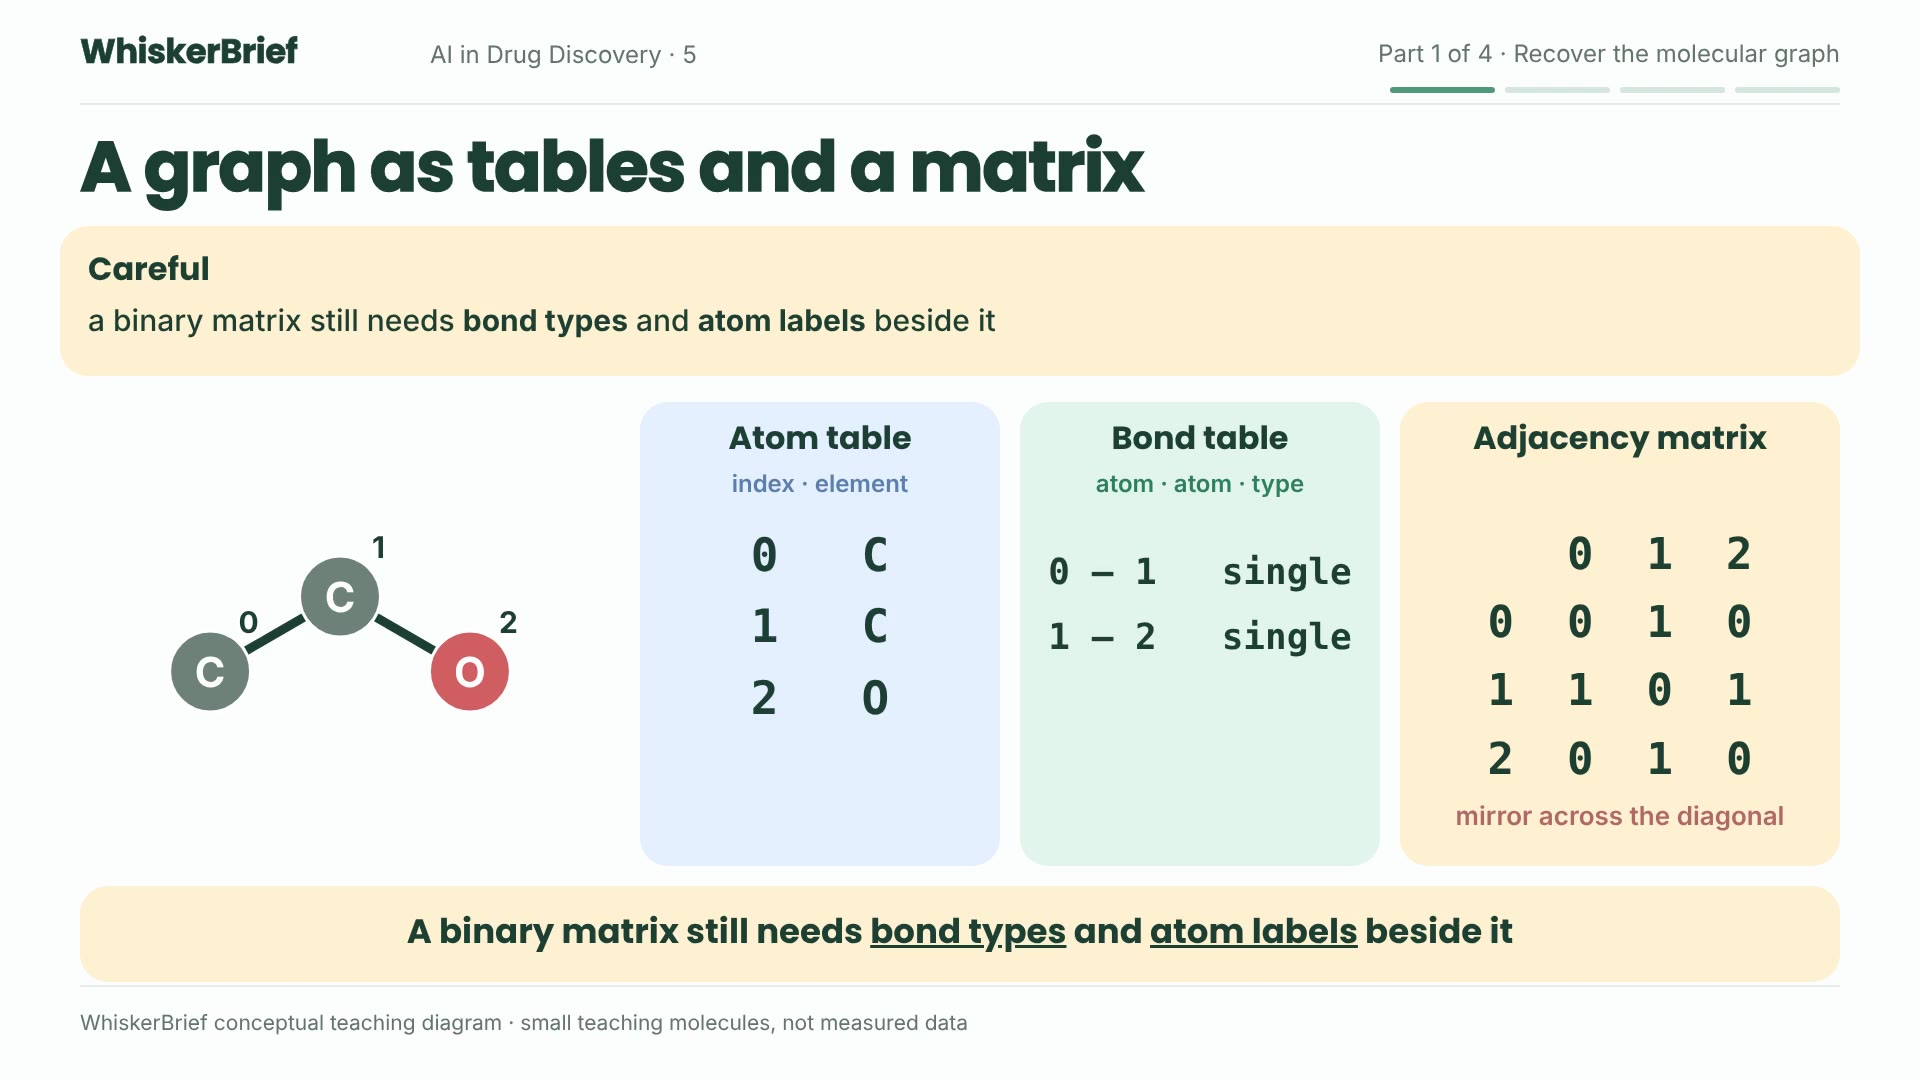 WhiskerBrief
AI in Drug Discovery · 5
Part 1 of 4 · Recover the molecular graph
A graph as tables and a matrix
Careful
a binary matrix still needs bond types and atom labels beside it
0
C
1
C
2
O
Atom table
index · element
0 C
1 C
2 O
Bond table
atom · atom · type
0 – 1 single
1 – 2 single
Adjacency matrix
0 1 2
0 0 1 0
1 1 0 1
2 0 1 0
mirror across the diagonal
A binary matrix still needs bond types and atom labels beside it
WhiskerBrief conceptual teaching diagram · small teaching molecules, not measured data